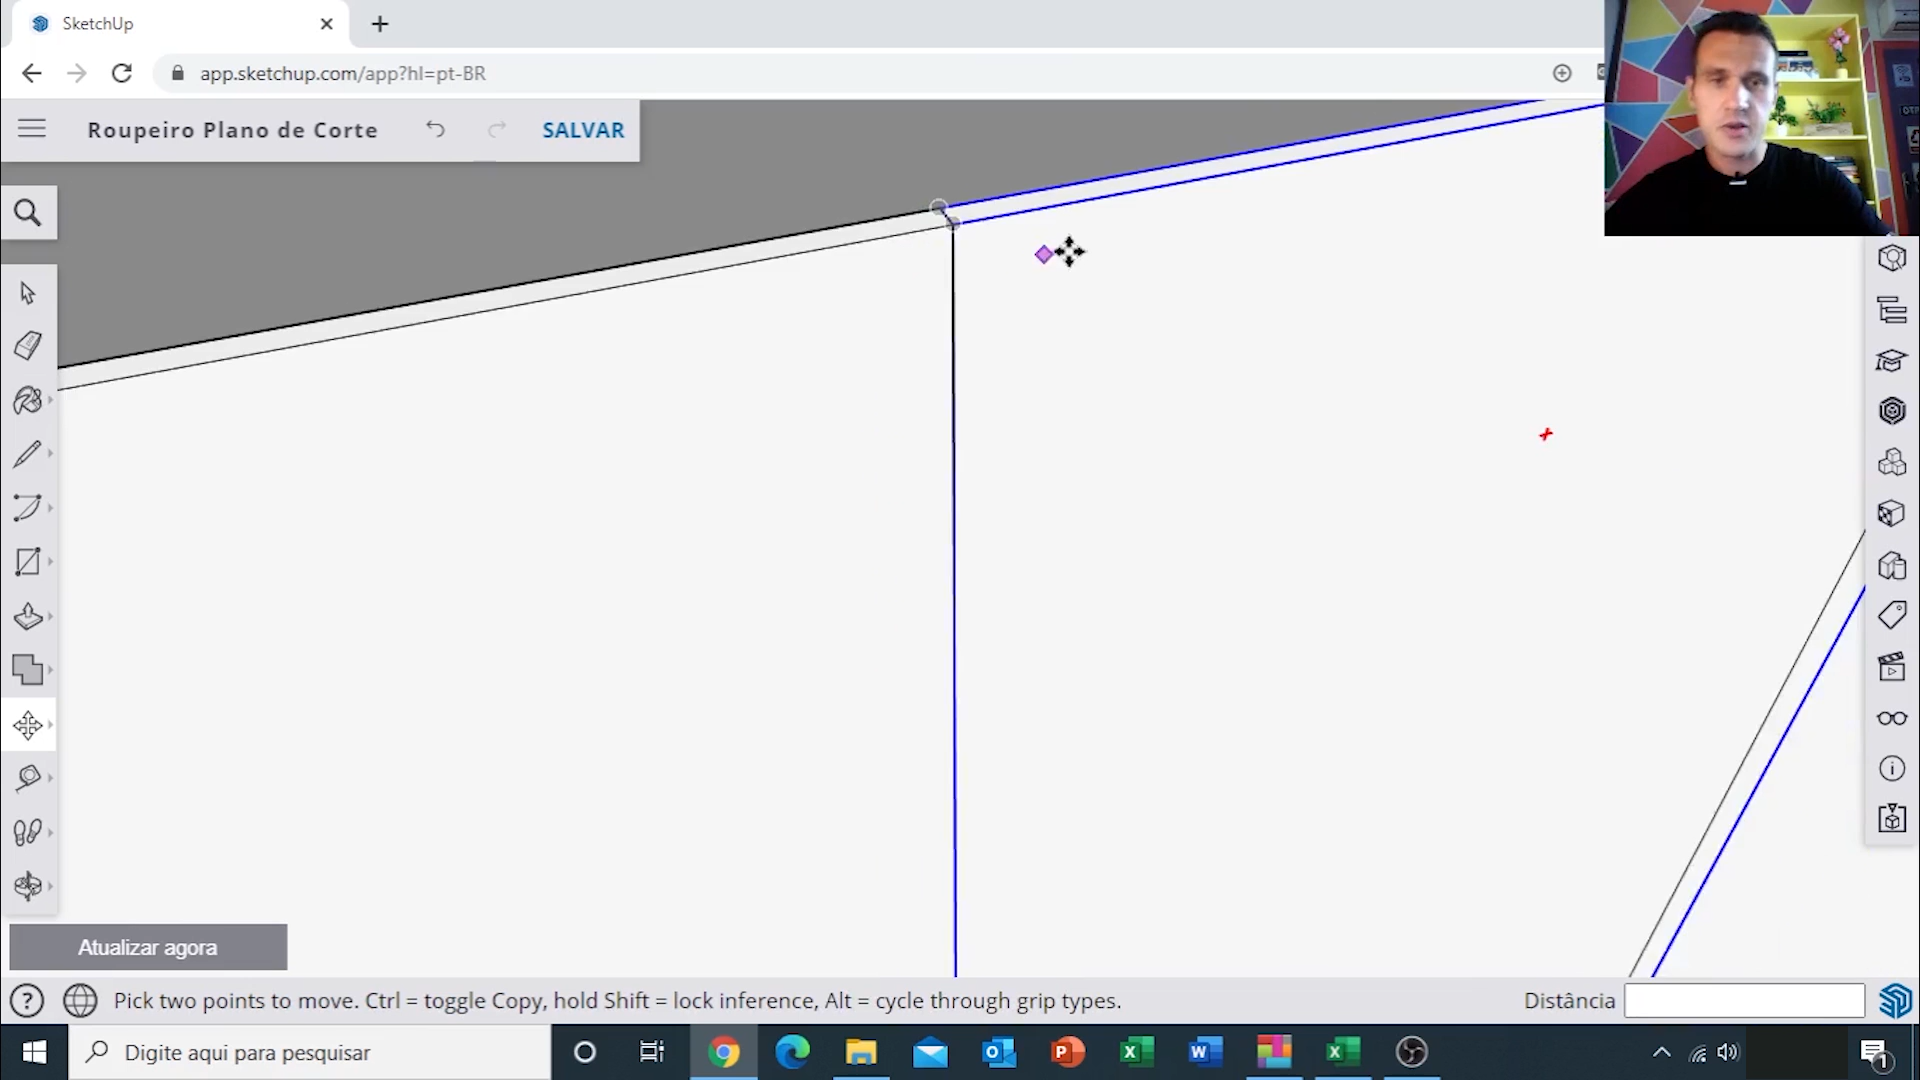 SketchUp
app.sketchup.com/app?hl=pt-BR
Roupeiro Plano de Corte
SALVAR
Atualizar agora
Pick two points to move. Ctrl = toggle Copy, hold Shift = lock inference, Alt = cycle through grip types.
Distância
Digite aqui para pesquisar
1